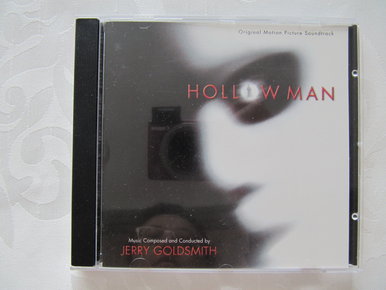 Original Motion Picture Soundtrack
HOLLOW MAN
Music Composed and Conducted by
JERRY GOLDSMITH